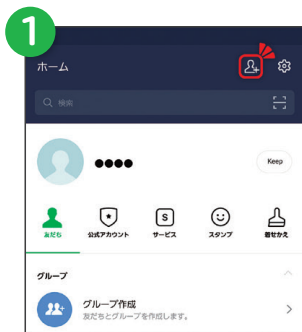 1
ホーム
検索
●●●●
Keep
友だち
公式アカウント
S
サービス
スタンプ
着せかえ
グループ
グループ作成
友だちとグループを作成します。